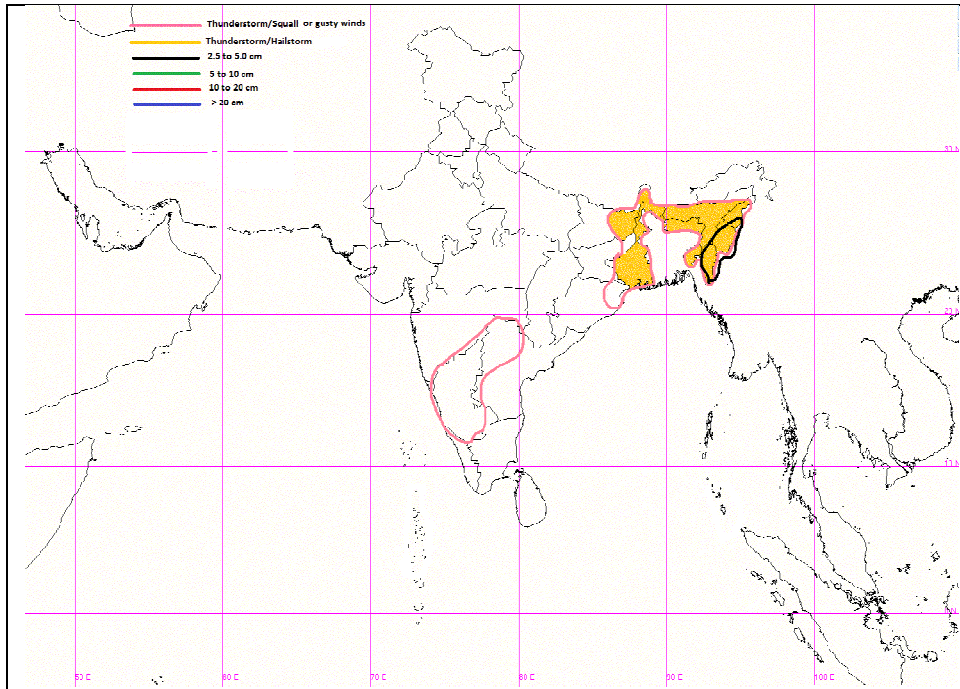 Thunderstorm/Squall or gusty winds
Thunderstorm/Hailstorm
2.5 to 5.0 cm
5 to 10 cm
10 to 20 cm
> 20 cm
50 E
60 E
70 E
80 E
90 E
100 E